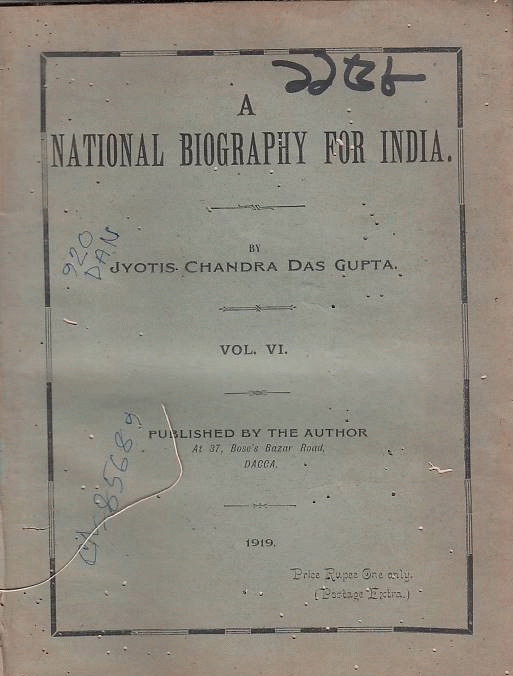 A
NATIONAL BIOGRAPHY FOR INDIA.
BY
JYOTIS CHANDRA DAS GUPTA.
920
DAN
VOL. VI.
PUBLISHED BY THE AUTHOR
At 37, Bose's Bazar Road,
DACCA.
1919.
Price Rupee One only.
(Postage Extra.)